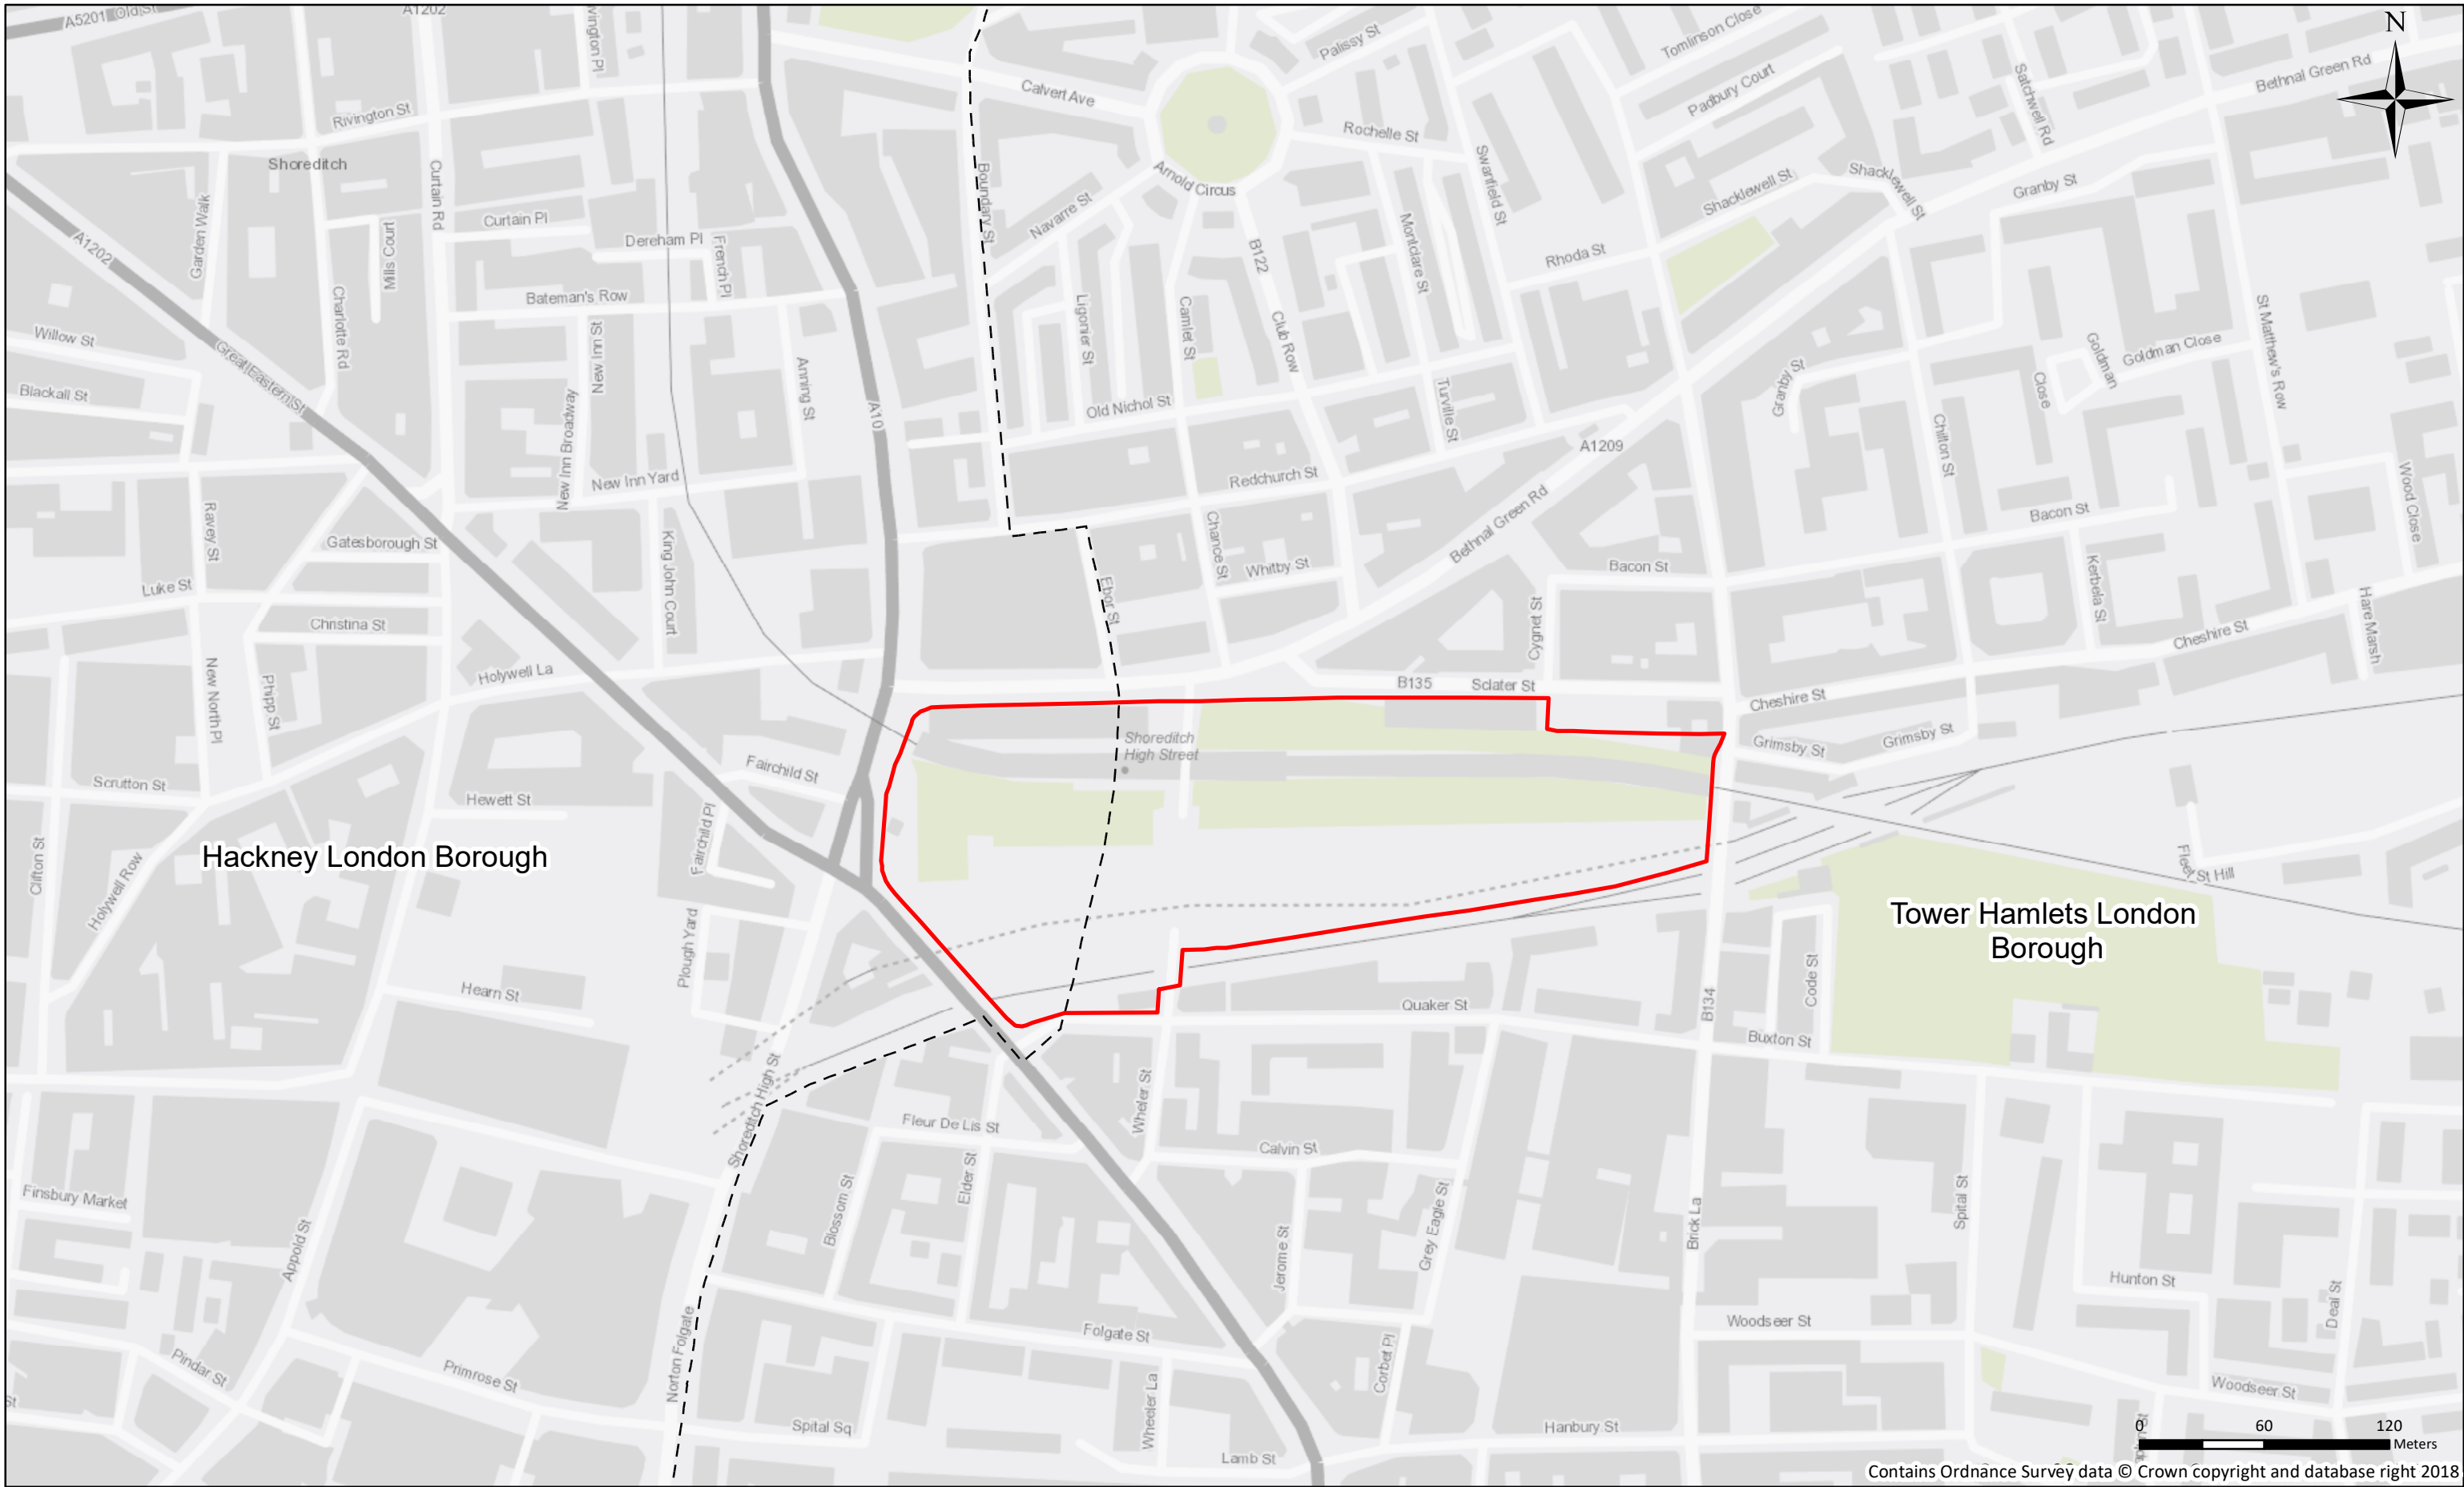 A5201 Old St
A1202
vington Pl
Palissy St
Tomlinson Close
N
Satchwell Rd
Bethnal Green Rd
Calvert Ave
Padbury Court
Rivington St
Shoreditch
Curtain Rd
Rochelle St
Swanfield St
Boundary St
Arnold Circus
Shacklewell St
Shacklewell St
Granby St
Garden Walk
Curtain Pl
Navarre St
Mills Court
Dereham Pl
French Pl
B122
Montclare St
Rhoda St
A1202
Charlotte Rd
Bateman's Row
Ligonier St
Camlet St
Club Row
St Matthew's Row
Willow St
Great Eastern St
New Inn St
Anning St
Goldman
Close
Goldman Close
Granby St
Blackall St
New Inn Broadway
A10
Old Nichol St
Turville St
A1209
Chilton St
New Inn Yard
Redchurch St
Wood Close
Ravey St
Bethnal Green Rd
Bacon St
Gatesborough St
King John Court
Chance St
Whitby St
Bacon St
Luke St
Ebor St
Kerbela St
Hare Marsh
Christina St
Cygnet St
Cheshire St
New North Pl
Phipp St
Holywell La
B135
Sclater St
Cheshire St
Shoreditch
High Street
Grimsby St
Grimsby St
Scrutton St
Fairchild St
Hewett St
Fairchild Pl
Clifton St
Hackney London Borough
Holywell Row
Fleet St Hill
Tower Hamlets London
Borough
Plough Yard
Hearn St
Code St
Quaker St
B134
Buxton St
Shoreditch High St
Wheler St
Fleur De Lis St
Calvin St
Elder St
Finsbury Market
Blossom St
Spital St
Grey Eagle St
Brick La
Appold St
Jerome St
Hunton St
Deal St
Norton Folgate
Folgate St
Woodseer St
Pindar St
Primrose St
Corbet Pl
Woodseer St
St
Wheeler La
Spital Sq
Hanbury St
Lamb St
0 60 120
Meters
Contains Ordnance Survey data © Crown copyright and database right 2018